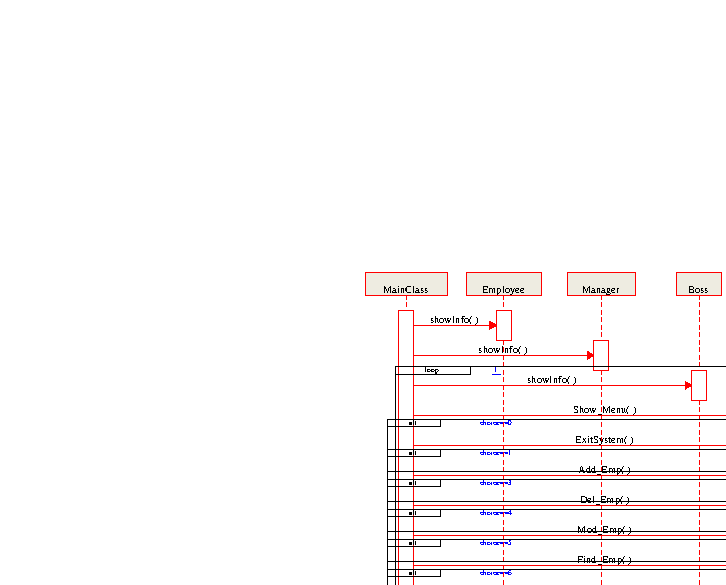 MainClass Employee Manager Boss
showInfo( )
showInfo( )
loop
showInfo( )
Show_Menu( )
choice==0
ExitSystem( )
choice==1
Add_Emp( )
choice==3
Del_Emp( )
choice==4
Mod_Emp( )
choice==5
Find_Emp( )
choice==6